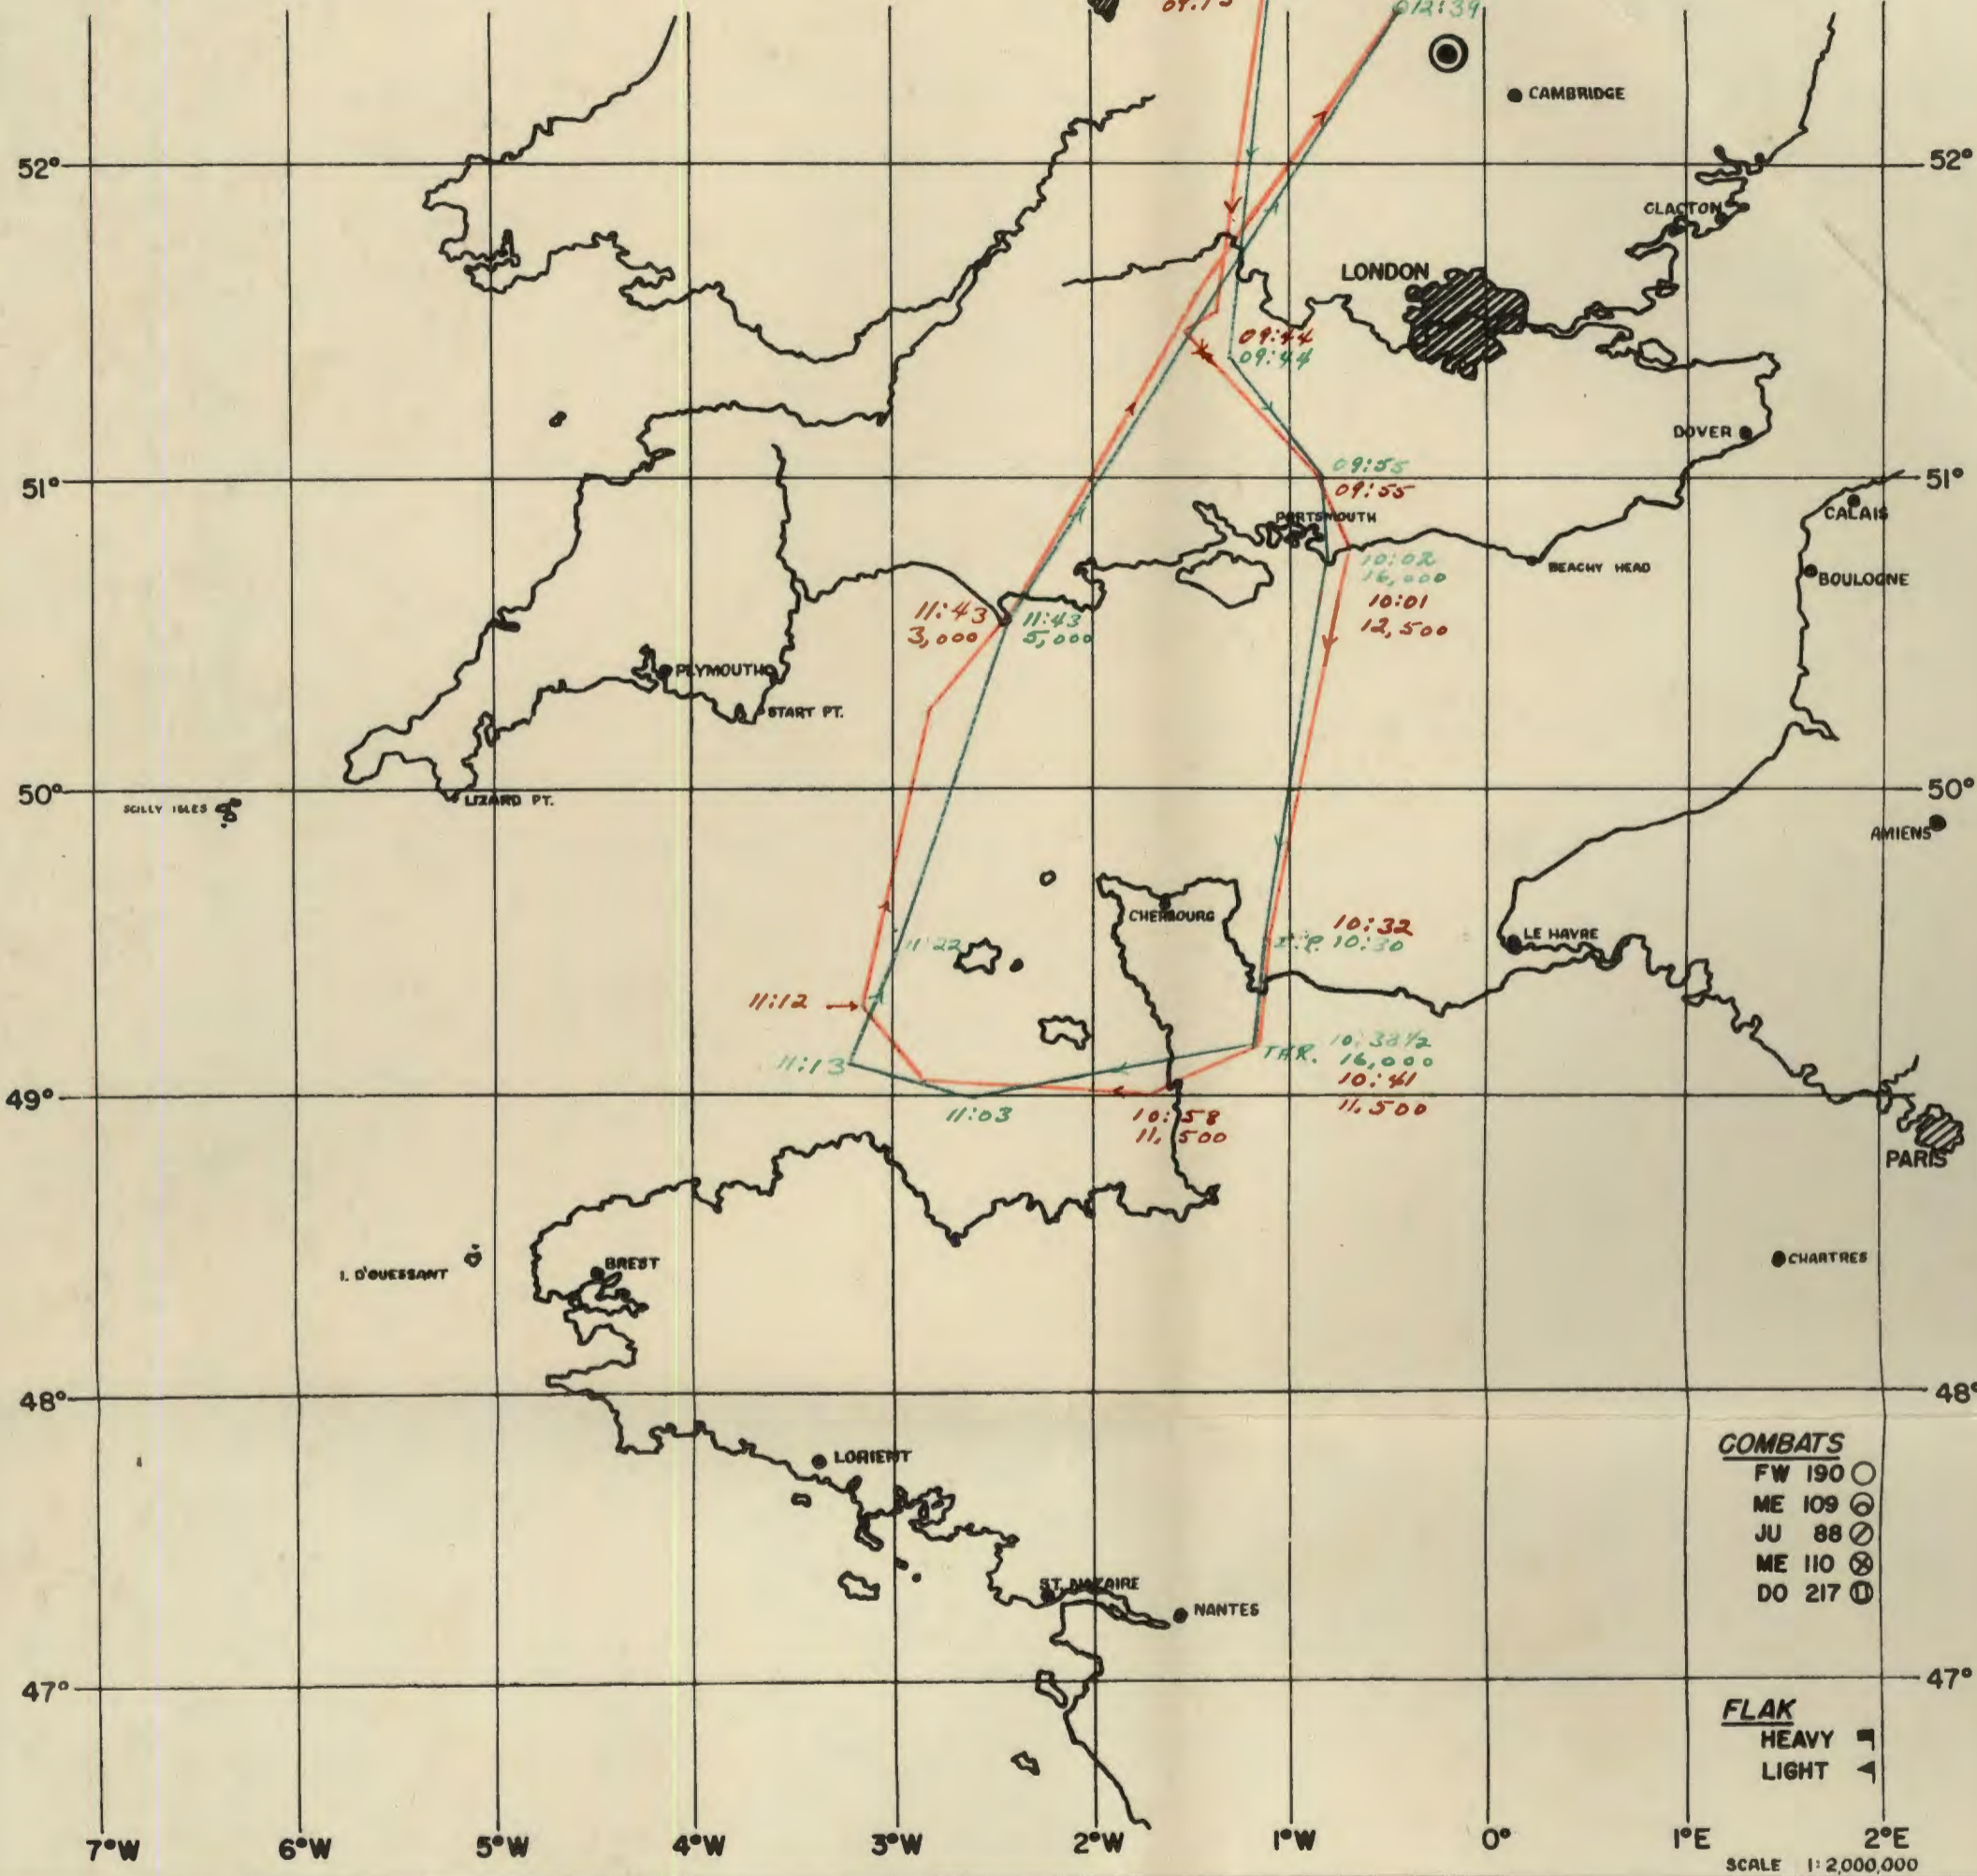 012:39
CAMBRIDGE
52°
52°
CLACTON
LONDON
09:44
09:44
DOVER
09:55
51°
51°
09:55
CALAIS
PORTSMOUTH
10:02
16,000
BEACHY HEAD
BOULOGNE
10:01
12,500
11:43
3,000
11:43
5,000
PLYMOUTH
START PT.
50°
50°
LIZARD PT.
SCILLY ISLES
AMIENS
CHERBOURG
10:32
I.P. 10:30
LE HAVRE
11:22
11:12
TAR. 10:38 1/2
16,000
11:13
10:41
11,500
49°
11:03
10:58
11,500
PARIS
BREST
I. D'OUESSANT
CHARTRES
48°
48°
COMBATS
LORIENT
FW 190
ME 109
JU 88
ME 110
ST. NAZAIRE
DO 217
NANTES
47°
47°
FLAK
HEAVY
LIGHT
7°W 6°W 5°W 4°W 3°W 2°W 1°W 0° 1°E 2°E
SCALE 1:2,000,000